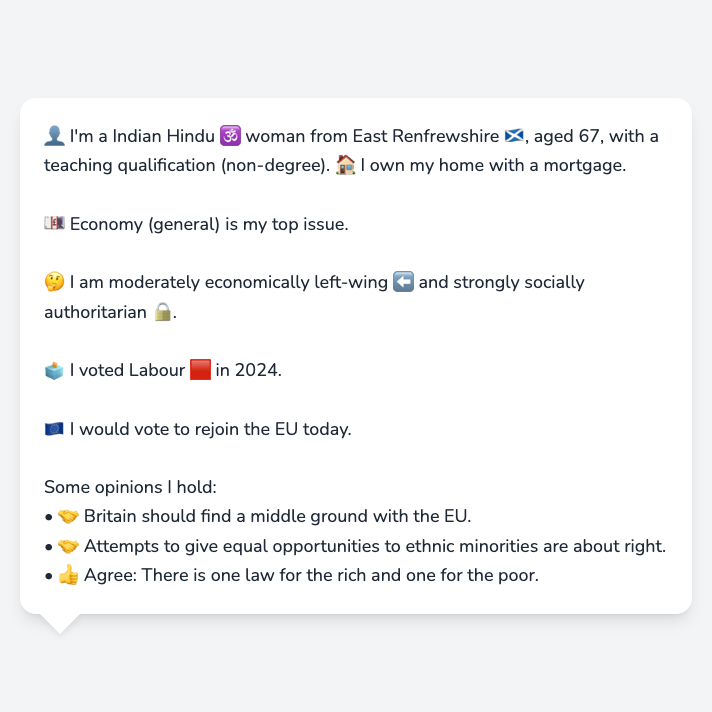 👤 I'm a Indian Hindu 🕉️ woman from East Renfrewshire 🏴󠁧󠁢󠁳󠁣󠁴󠁿, aged 67, with a
teaching qualification (non-degree). 🏠 I own my home with a mortgage.
💷 Economy (general) is my top issue.
🤔 I am moderately economically left-wing ⬅️ and strongly socially
authoritarian 🔒.
🗳️ I voted Labour 🟥 in 2024.
🇪🇺 I would vote to rejoin the EU today.
Some opinions I hold:
• 🤝 Britain should find a middle ground with the EU.
• 🤝 Attempts to give equal opportunities to ethnic minorities are about right.
• 👍 Agree: There is one law for the rich and one for the poor.